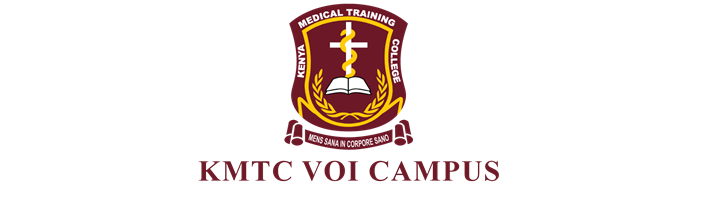 KENYA MEDICAL TRAINING COLLEGE
MENS SANA IN CORPORE SANO
KMTC VOI CAMPUS